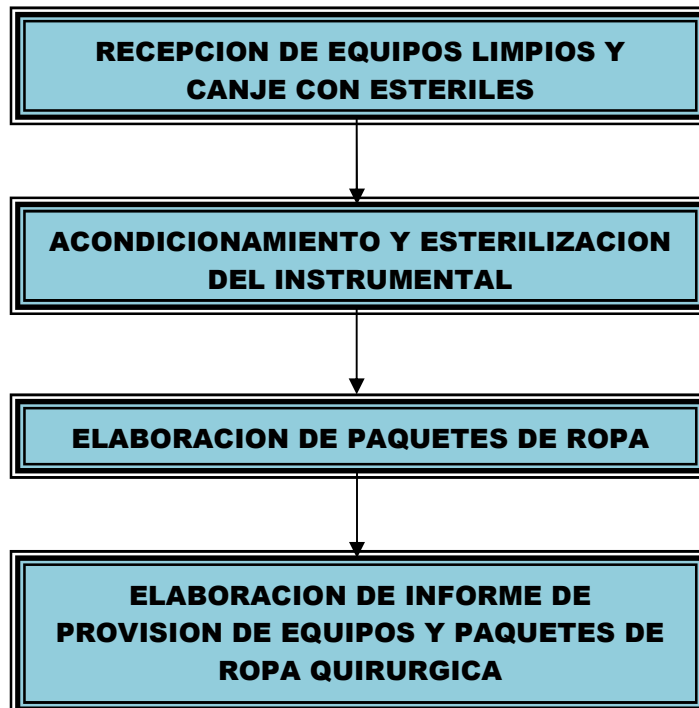 RECEPCION DE EQUIPOS LIMPIOS Y
CANJE CON ESTERILES
ACONDICIONAMIENTO Y ESTERILIZACION
DEL INSTRUMENTAL
ELABORACION DE PAQUETES DE ROPA
ELABORACION DE INFORME DE
PROVISION DE EQUIPOS Y PAQUETES DE
ROPA QUIRURGICA